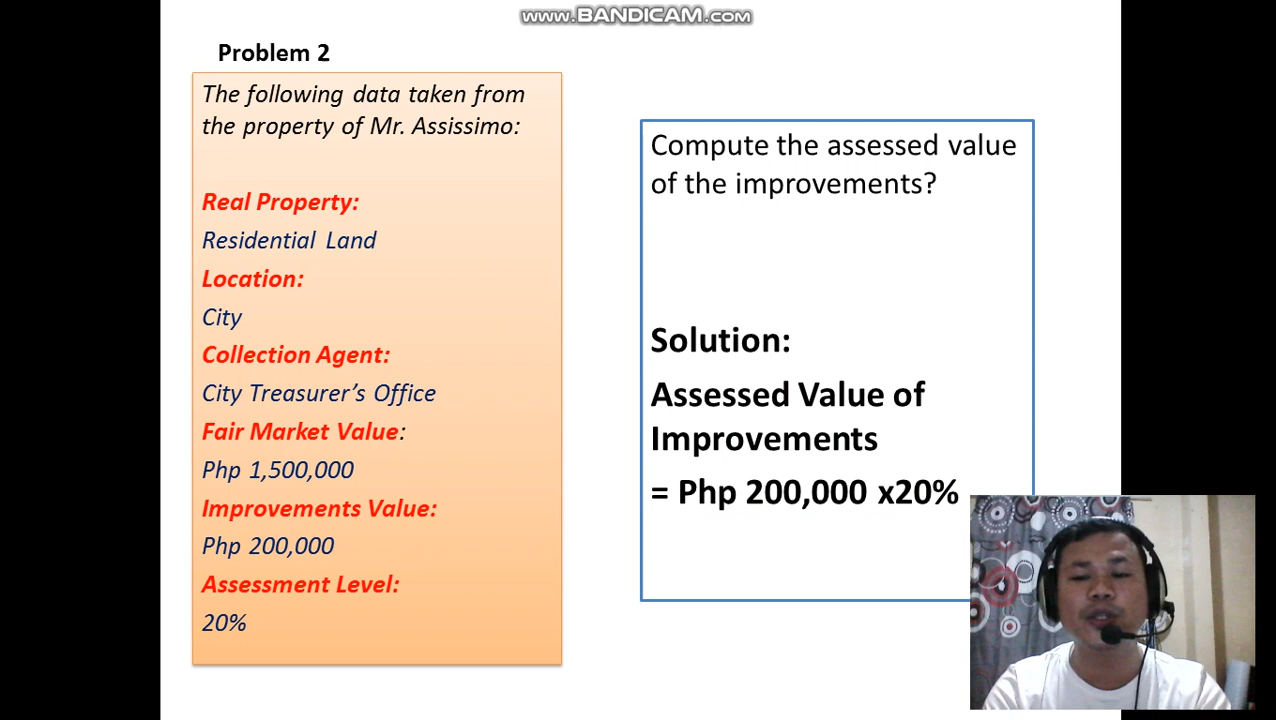 www.BANDICAM.com
Problem 2
The following data taken from
the property of Mr. Assissimo:
Real Property:
Residential Land
Location:
City
Collection Agent:
City Treasurer’s Office
Fair Market Value:
Php 1,500,000
Improvements Value:
Php 200,000
Assessment Level:
20%
Compute the assessed value
of the improvements?
Solution:
Assessed Value of
Improvements
= Php 200,000 x20%